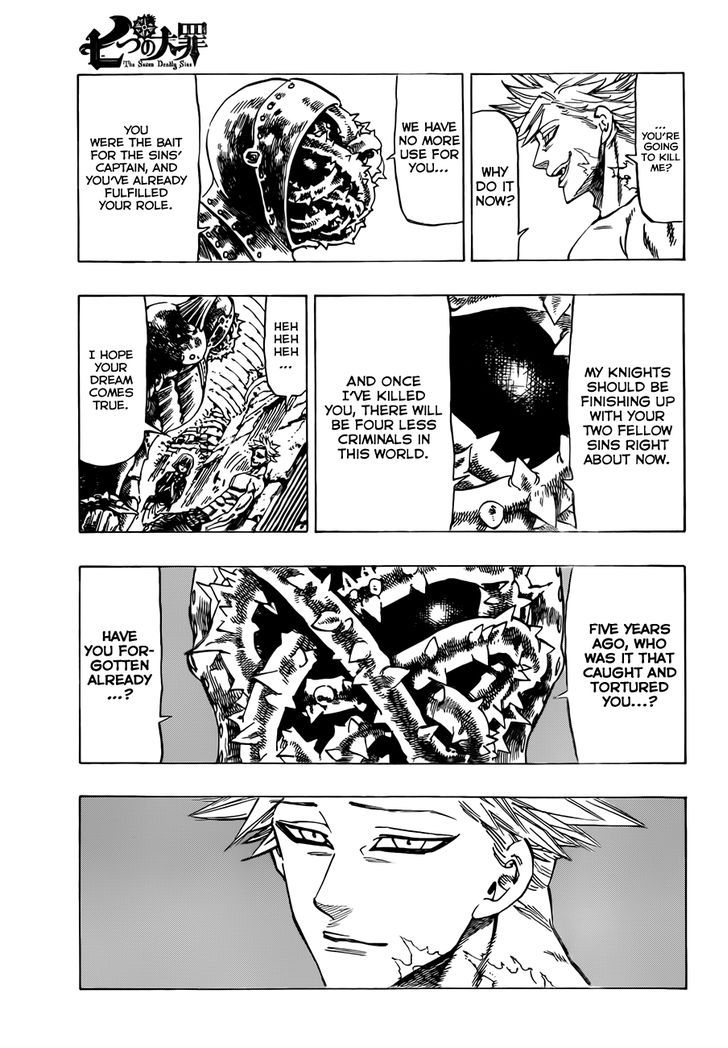 七つの大罪
The Seven Deadly Sins
...
YOU'RE
GOING
TO KILL
ME?
WHY
DO IT
NOW?
WE HAVE
NO MORE
USE FOR
YOU...
YOU
WERE THE BAIT
FOR THE SINS'
CAPTAIN, AND
YOU'VE ALREADY
FULFILLED
YOUR ROLE.
MY KNIGHTS
SHOULD BE
FINISHING UP
WITH YOUR
TWO FELLOW
SINS RIGHT
ABOUT NOW.
AND ONCE
I'VE KILLED
YOU, THERE WILL
BE FOUR LESS
CRIMINALS IN
THIS WORLD.
HEH
HEH
HEH
...
I HOPE
YOUR
DREAM
COMES
TRUE.
FIVE YEARS
AGO, WHO
WAS IT THAT
CAUGHT AND
TORTURED
YOU...?
HAVE
YOU FOR-
GOTTEN
ALREADY
...?